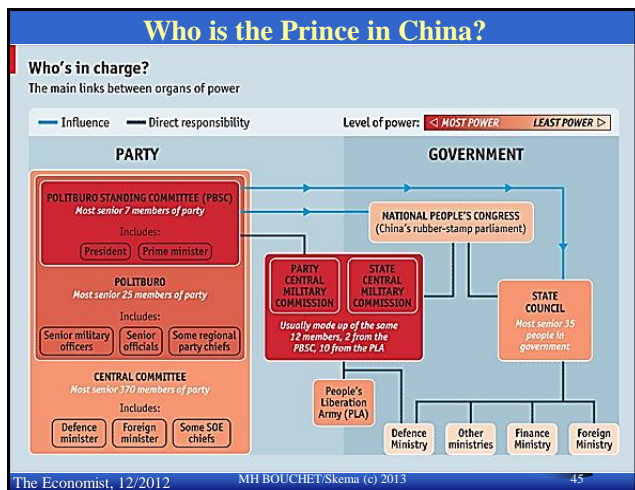 Who is the Prince in China?
Who's in charge?
The main links between organs of power
Influence
Direct responsibility
Level of power:
MOST POWER
LEAST POWER
PARTY
GOVERNMENT
POLITBURO STANDING COMMITTEE (PBSC)
Most senior 7 members of party
Includes:
President
Prime minister
POLITBURO
Most senior 25 members of party
Includes:
Senior military
officers
Senior
officials
Some regional
party chiefs
CENTRAL COMMITTEE
Most senior 370 members of party
Includes:
Defence
minister
Foreign
minister
Some SOE
chiefs
PARTY
CENTRAL
MILITARY
COMMISSION
STATE
CENTRAL
MILITARY
COMMISSION
Usually made up of the same
12 members, 2 from the
PBSC, 10 from the PLA
People's
Liberation
Army (PLA)
NATIONAL PEOPLE'S CONGRESS
(China's rubber-stamp parliament)
STATE
COUNCIL
Most senior 35
people in
government
Defence
Ministry
Other
ministries
Finance
Ministry
Foreign
Ministry
The Economist, 12/2012
MH BOUCHET/Skema (c) 2013
45